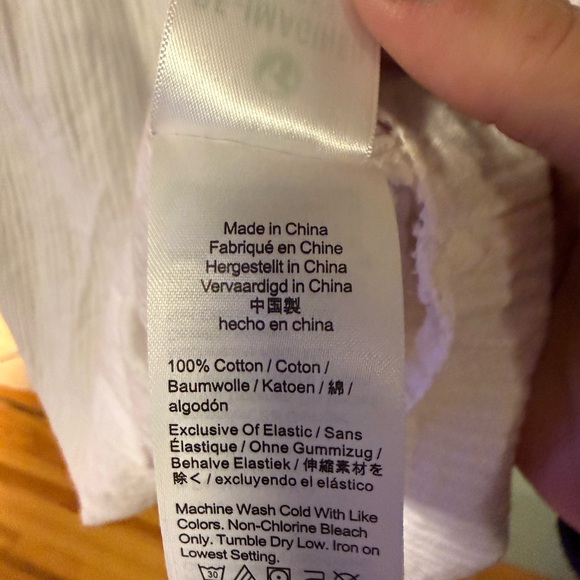 RE-IMAGINE
Made in China
Fabriqué en Chine
Hergestellt in China
Vervaardigd in China
中国製
hecho en china
100% Cotton / Coton /
Baumwolle / Katoen / 綿 /
algodón
Exclusive Of Elastic / Sans
Élastique / Ohne Gummizug /
Behalve Elastiek / 伸縮素材を
除く / excluyendo el elástico
Machine Wash Cold With Like
Colors. Non-Chlorine Bleach
Only. Tumble Dry Low. Iron on
Lowest Setting.
30